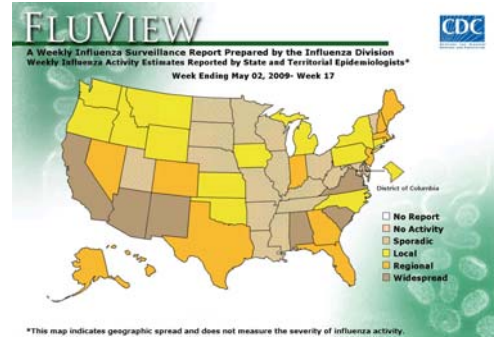 FLUVIEW
CDC
A Weekly Influenza Surveillance Report Prepared by the Influenza Division
Weekly Influenza Activity Estimates Reported by State and Territorial Epidemiologists*
Week Ending May 02, 2009- Week 17
District of Columbia
No Report
No Activity
Sporadic
Local
Regional
Widespread
*This map indicates geographic spread and does not measure the severity of influenza activity.